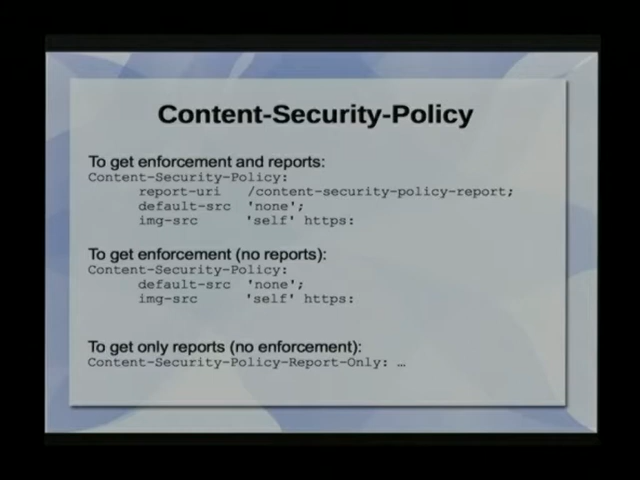 Content-Security-Policy
To get enforcement and reports:
Content-Security-Policy:
report-uri /content-security-policy-report;
default-src 'none';
img-src 'self' https:
To get enforcement (no reports):
Content-Security-Policy:
default-src 'none';
img-src 'self' https:
To get only reports (no enforcement):
Content-Security-Policy-Report-Only: …